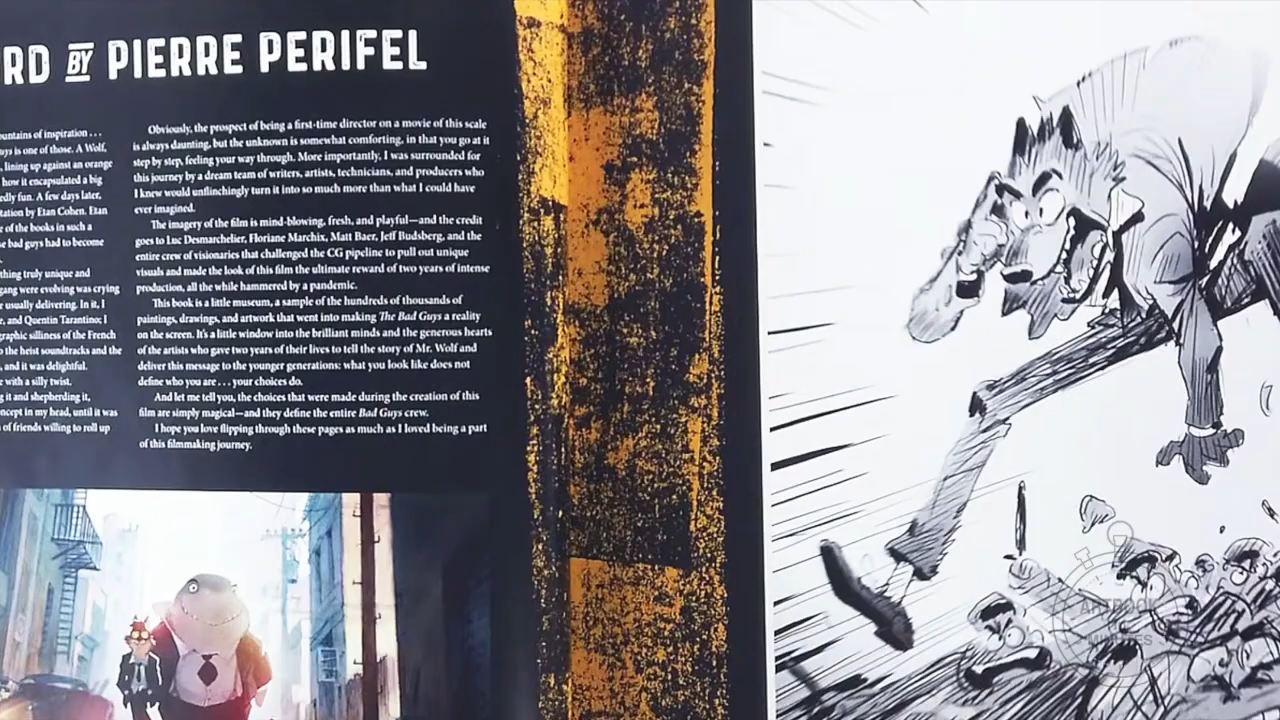 RD BY PIERRE PERIFEL
untains of inspiration . . .
uys is one of those. A Wolf,
, lining up against an orange
how it encapsulated a big
edly fun. A few days later,
tation by Etan Cohen. Etan
e of the books in such a
e bad guys had to become
thing truly unique and
gang were evolving was crying
e usually delivering. In it, I
e, and Quentin Tarantino; I
graphic silliness of the French
o the heist soundtracks and the
, and it was delightful.
e with a silly twist.
g it and shepherding it,
ncept in my head, until it was
of friends willing to roll up
Obviously, the prospect of being a first-time director on a movie of this scale
is always daunting, but the unknown is somewhat comforting, in that you go at it
step by step, feeling your way through. More importantly, I was surrounded for
this journey by a dream team of writers, artists, technicians, and producers who
I knew would unflinchingly turn it into so much more than what I could have
ever imagined.
The imagery of the film is mind-blowing, fresh, and playful—and the credit
goes to Luc Desmarchelier, Floriane Marchix, Matt Baer, Jeff Budsberg, and the
entire crew of visionaries that challenged the CG pipeline to pull out unique
visuals and made the look of this film the ultimate reward of two years of intense
production, all the while hammered by a pandemic.
This book is a little museum, a sample of the hundreds of thousands of
paintings, drawings, and artwork that went into making The Bad Guys a reality
on the screen. It's a little window into the brilliant minds and the generous hearts
of the artists who gave two years of their lives to tell the story of Mr. Wolf and
deliver this message to the younger generations: what you look like does not
define who you are . . . your choices do.
And let me tell you, the choices that were made during the creation of this
film are simply magical—and they define the entire Bad Guys crew.
I hope you love flipping through these pages as much as I loved being a part
of this filmmaking journey.
ARTBOOK
MINUTES